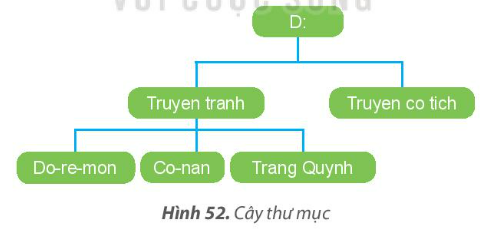 D:
Truyen tranh
Truyen co tich
Do-re-mon
Co-nan
Trang Quynh
Hình 52. Cây thư mục